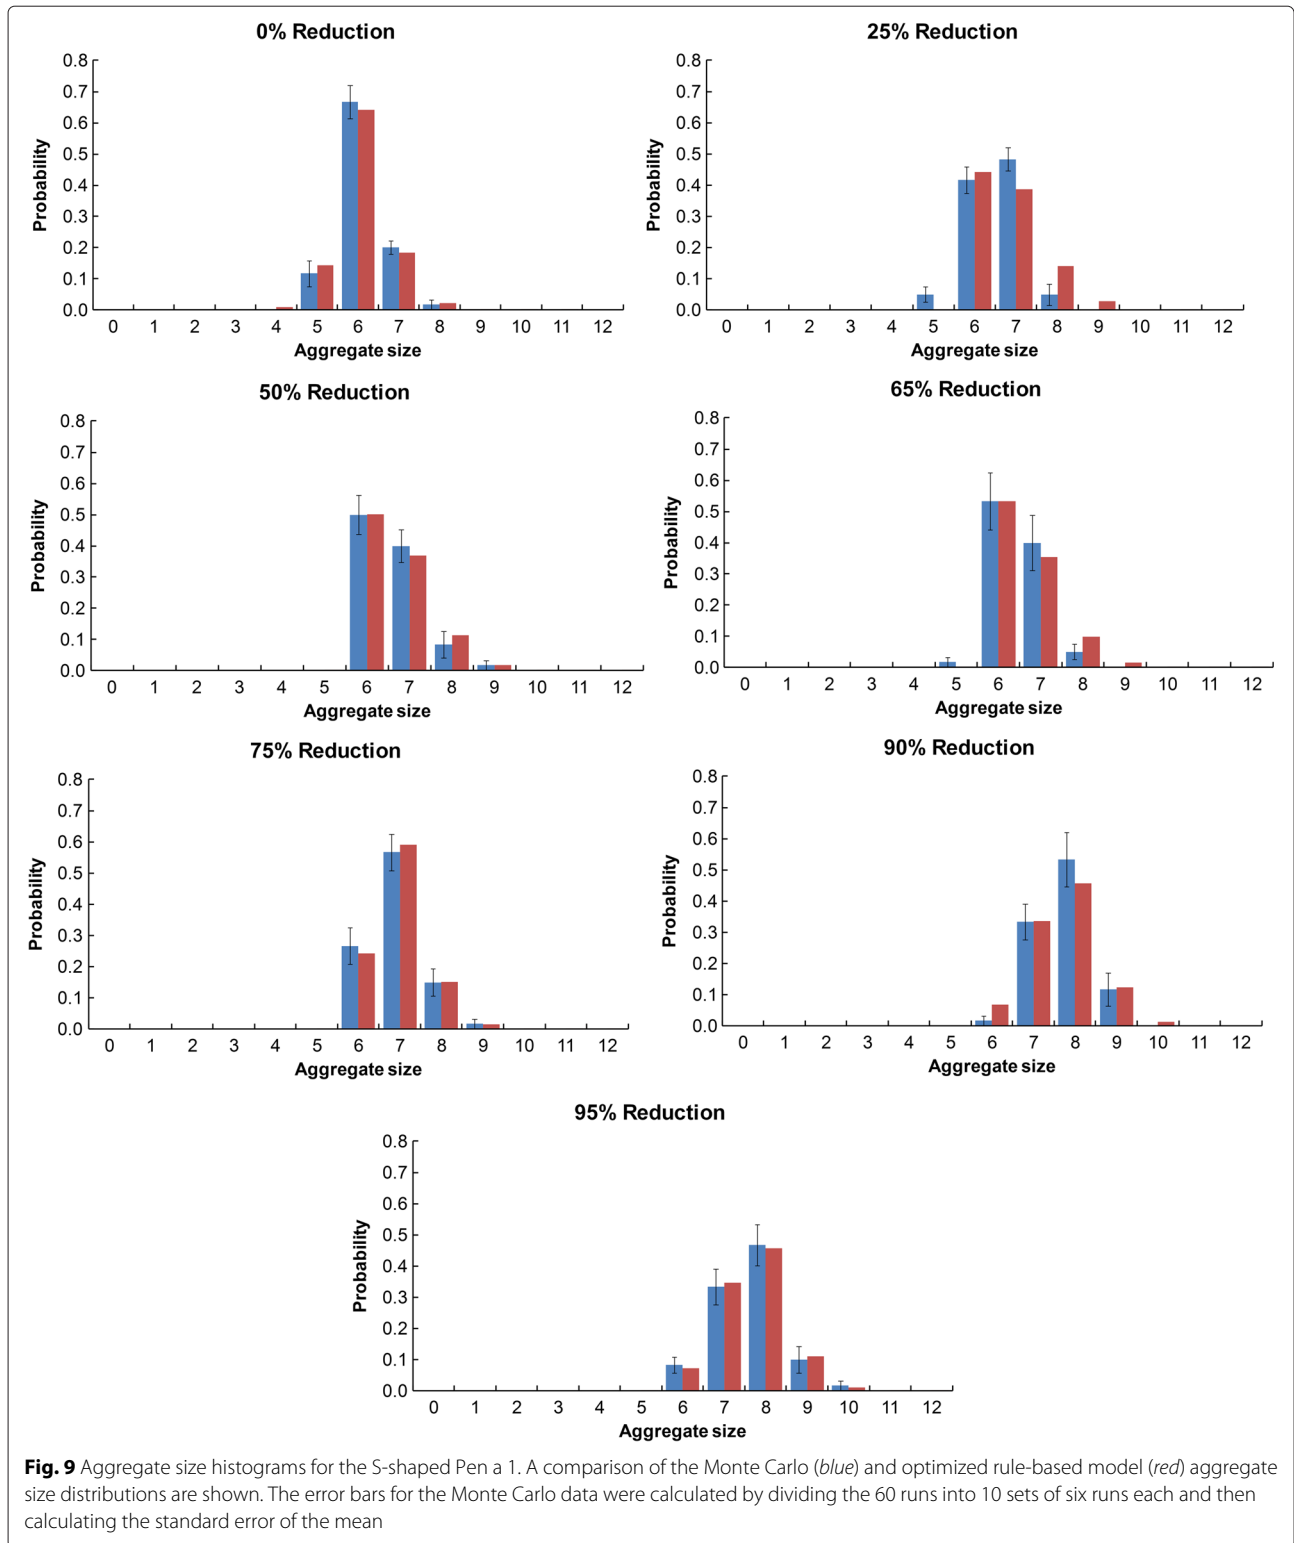 0% Reduction
0.8
0.7
0.6
0.5
0.4
0.3
0.2
0.1
0.0
Probability
0 1 2 3 4 5 6 7 8 9 10 11 12
Aggregate size
25% Reduction
0.8
0.7
0.6
0.5
0.4
0.3
0.2
0.1
0.0
Probability
0 1 2 3 4 5 6 7 8 9 10 11 12
Aggregate size
50% Reduction
0.8
0.7
0.6
0.5
0.4
0.3
0.2
0.1
0.0
Probability
0 1 2 3 4 5 6 7 8 9 10 11 12
Aggregate size
65% Reduction
0.8
0.7
0.6
0.5
0.4
0.3
0.2
0.1
0.0
Probability
0 1 2 3 4 5 6 7 8 9 10 11 12
Aggregate size
75% Reduction
0.8
0.7
0.6
0.5
0.4
0.3
0.2
0.1
0.0
Probability
0 1 2 3 4 5 6 7 8 9 10 11 12
Aggregate size
90% Reduction
0.8
0.7
0.6
0.5
0.4
0.3
0.2
0.1
0.0
Probability
0 1 2 3 4 5 6 7 8 9 10 11 12
Aggregate size
95% Reduction
0.8
0.7
0.6
0.5
0.4
0.3
0.2
0.1
0.0
Probability
0 1 2 3 4 5 6 7 8 9 10 11 12
Aggregate size
Fig. 9 Aggregate size histograms for the S-shaped Pen a 1. A comparison of the Monte Carlo (blue) and optimized rule-based model (red) aggregate
size distributions are shown. The error bars for the Monte Carlo data were calculated by dividing the 60 runs into 10 sets of six runs each and then
calculating the standard error of the mean